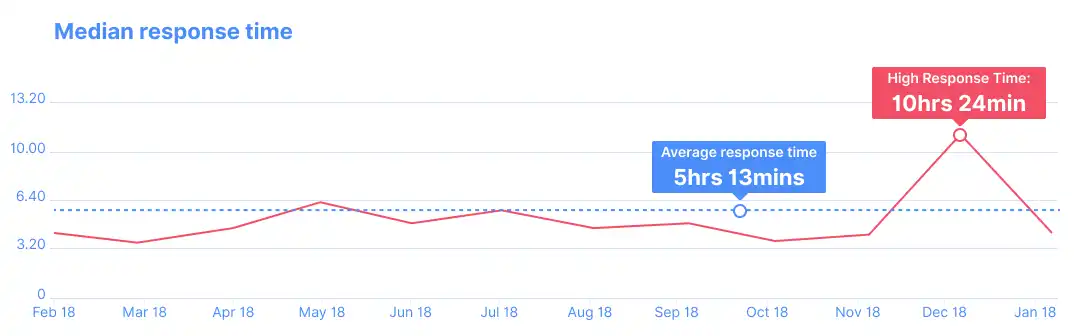 Median response time
High Response Time:
10hrs 24min
13.20
Average response time
5hrs 13mins
10.00
6.40
3.20
0
Feb 18 Mar 18 Apr 18 May 18 Jun 18 Jul 18 Aug 18 Sep 18 Oct 18 Nov 18 Dec 18 Jan 18